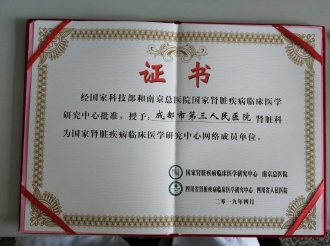 证书
经国家科技部和南京总医院国家肾脏疾病临床医学
研究中心批准，授予：成都市第三人民医院 肾脏科
为国家肾脏疾病临床医学研究中心网络成员单位。
国家肾脏疾病临床医学研究中心 南京总医院
四川省肾脏疾病临床医学研究中心 四川省人民医院
二〇一九年四月